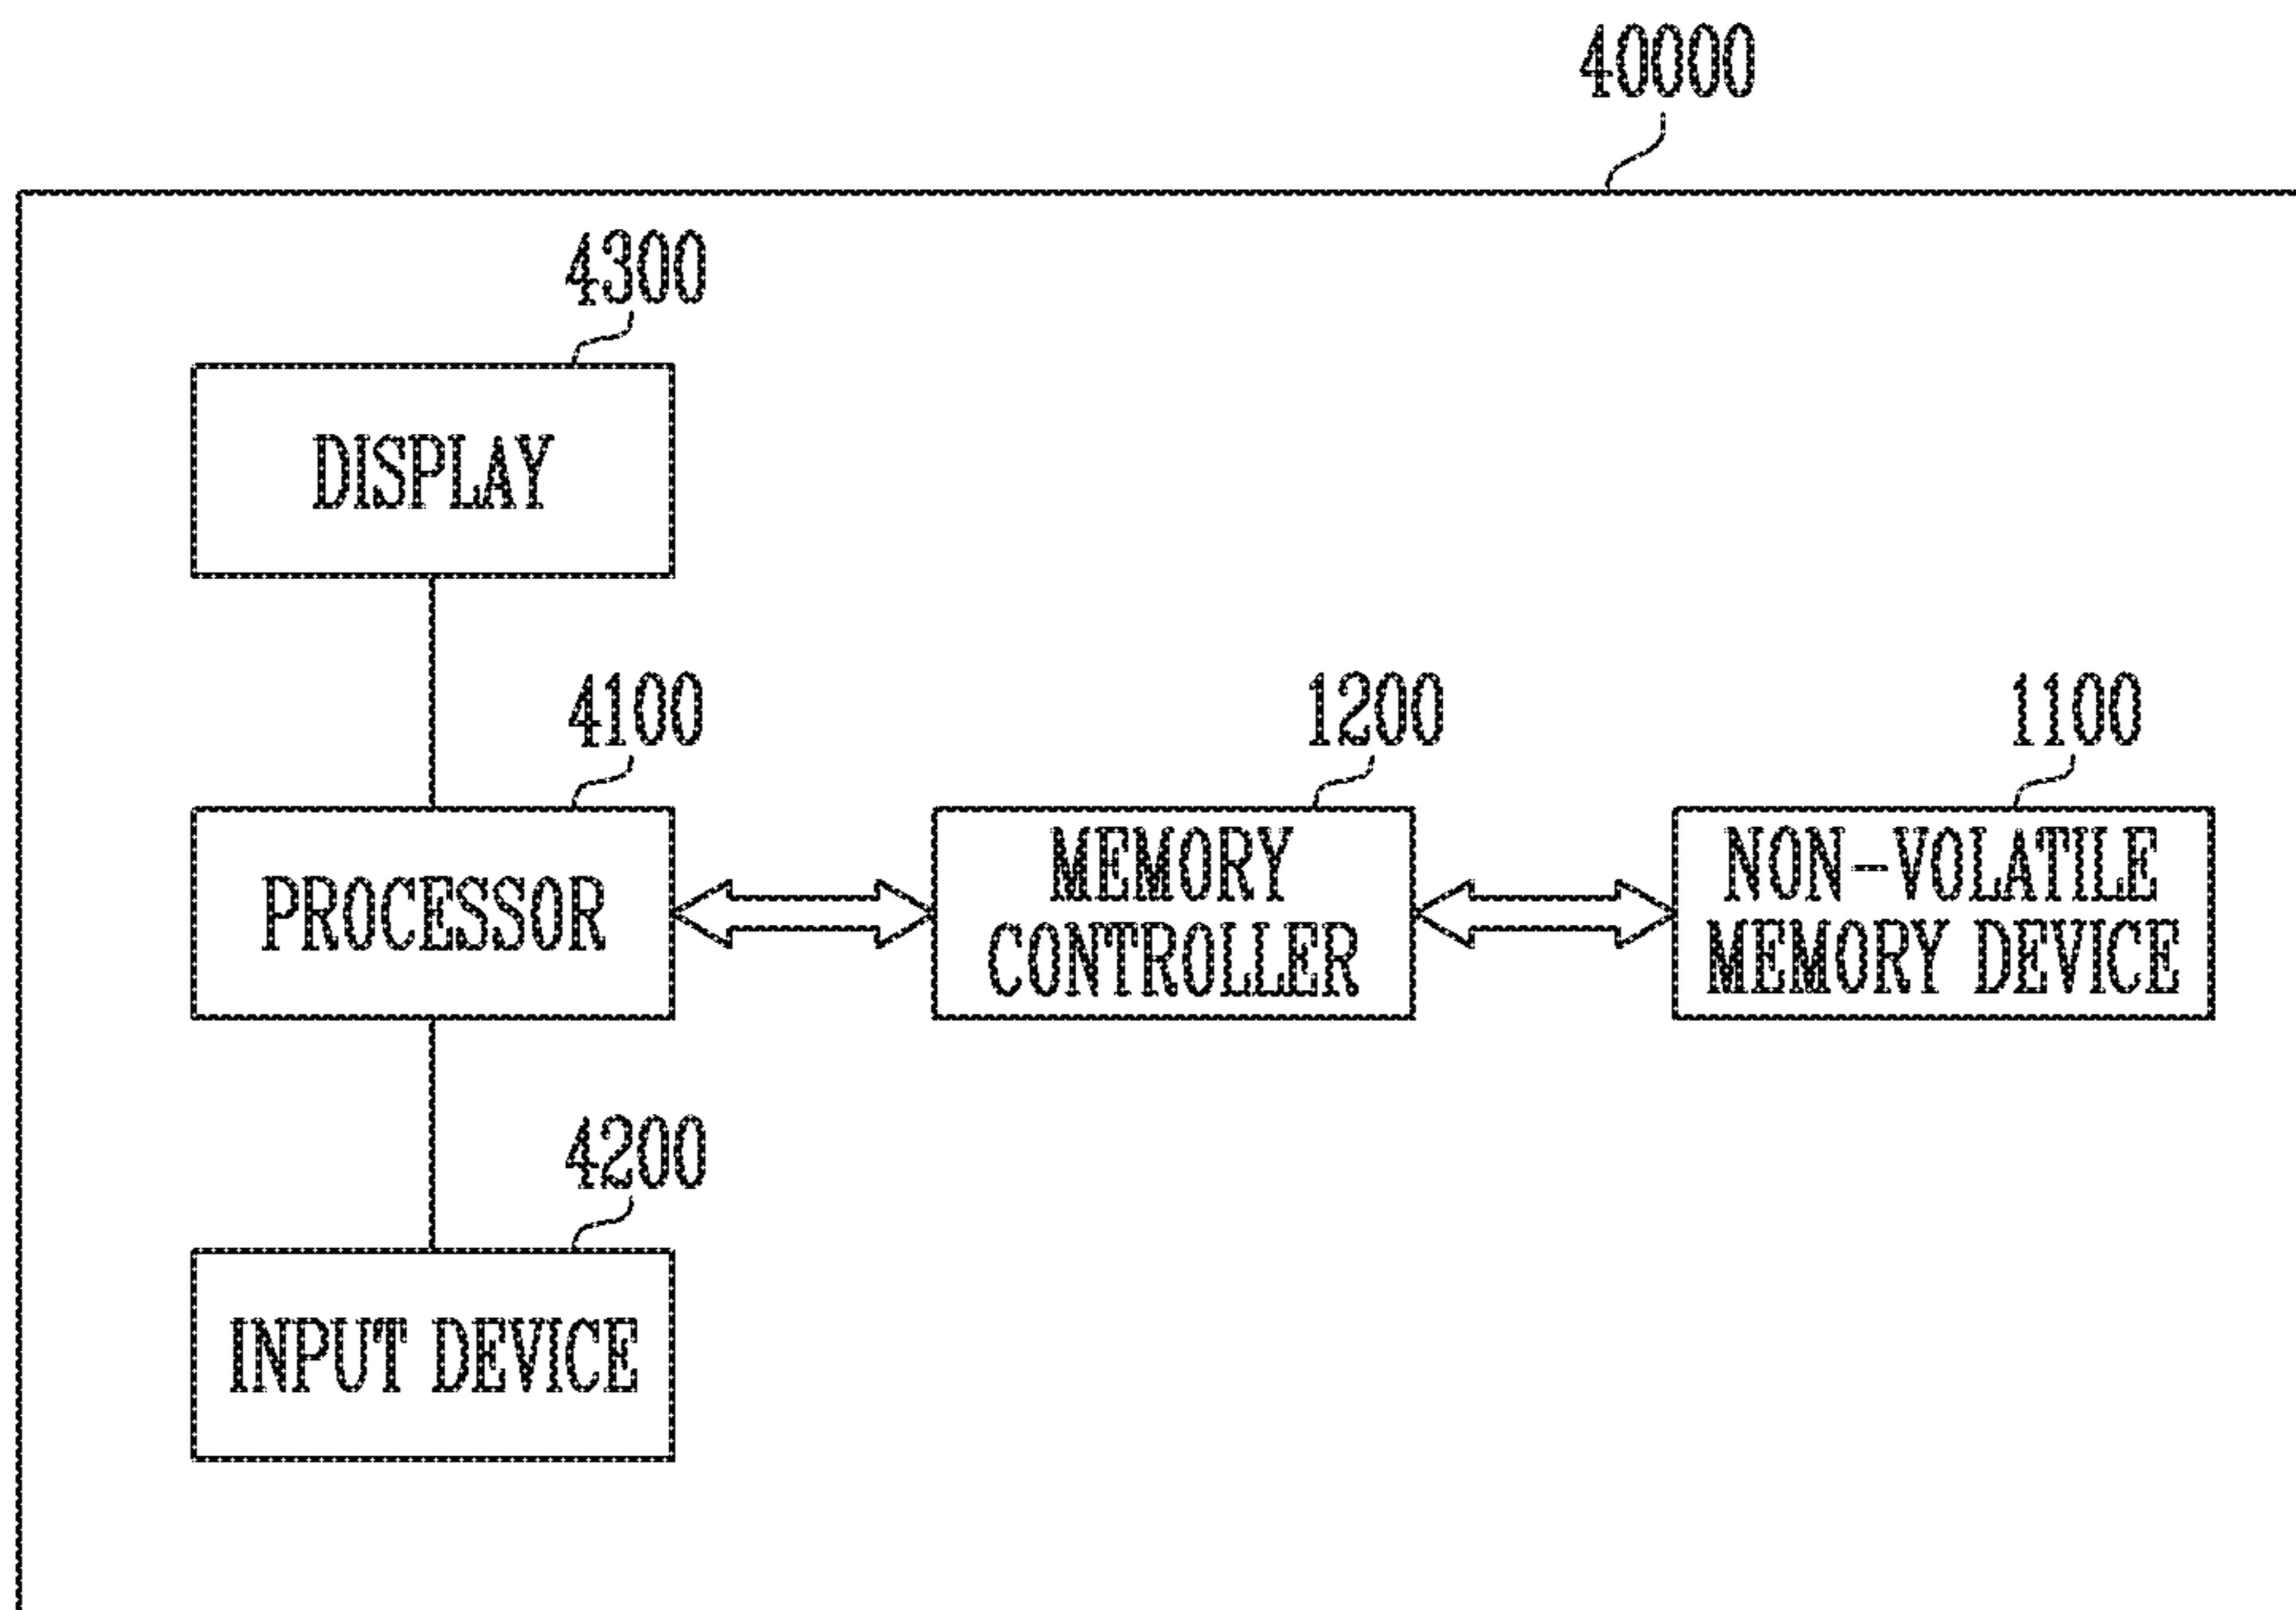 40000
4300
DISPLAY
4100
1200
1100
PROCESSOR
MEMORY
CONTROLLER
NON-VOLATILE
MEMORY DEVICE
4200
INPUT DEVICE